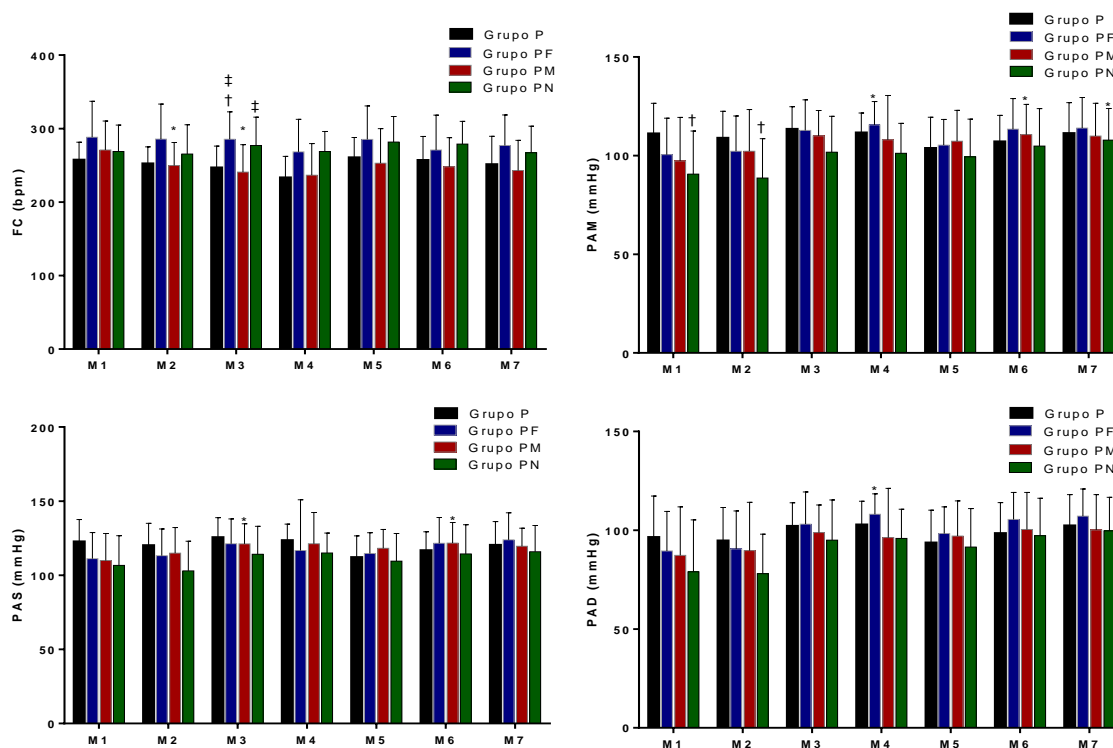 Grupo P
Grupo PF
Grupo PM
Grupo PN
FC (bpm)
400
300
200
100
0
‡
†
*
*
‡
M1 M2 M3 M4 M5 M6 M7
Grupo P
Grupo PF
Grupo PM
Grupo PN
PAM (mmHg)
150
100
50
0
†
†
*
*
*
M1 M2 M3 M4 M5 M6 M7
Grupo P
Grupo PF
Grupo PM
Grupo PN
PAS (mmHg)
200
150
100
50
0
*
*
M1 M2 M3 M4 M5 M6 M7
Grupo P
Grupo PF
Grupo PM
Grupo PN
PAD (mmHg)
150
100
50
0
*
M1 M2 M3 M4 M5 M6 M7